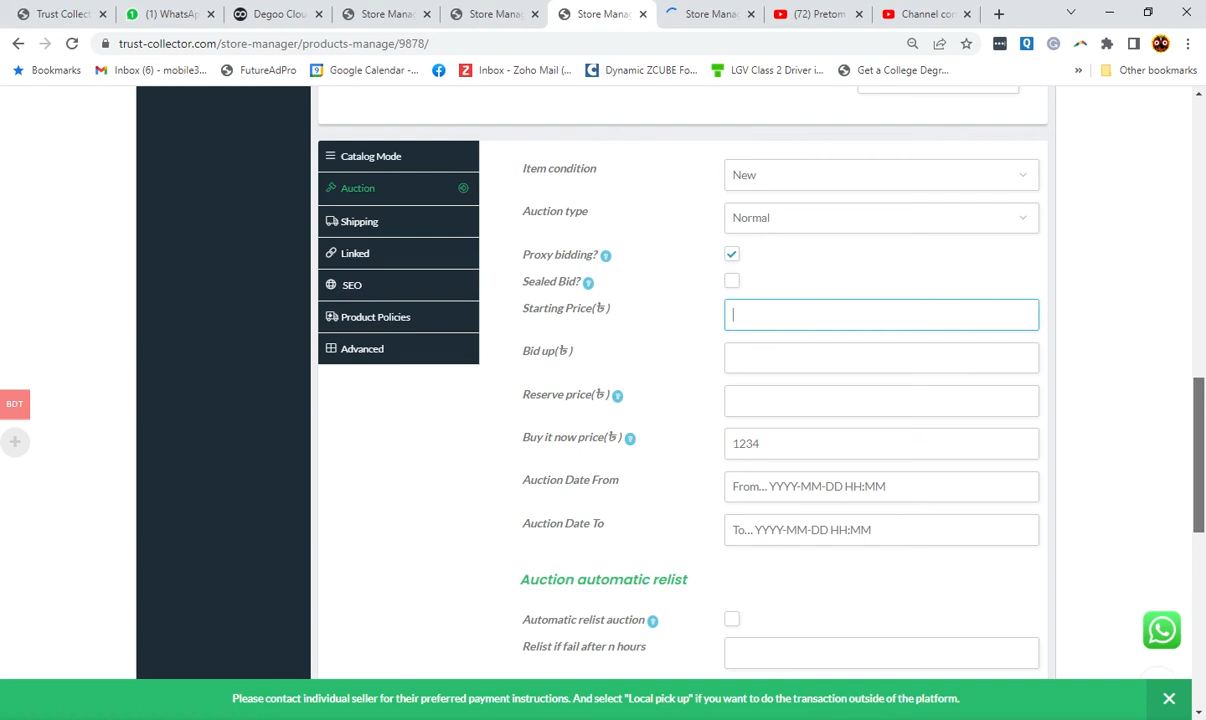 Trust Collect
(1) WhatsAp
Degoo Clou
Store Manag
Store Manag
Store Manag
Store Manag
(72) Pretom
Channel con
trust-collector.com/store-manager/products-manage/9878/
Bookmarks
Inbox (6) - mobile3...
FutureAdPro
Google Calendar -...
Inbox - Zoho Mail (...
Dynamic ZCUBE Fo...
LGV Class 2 Driver i...
Get a College Degr...
»
Other bookmarks
Catalog Mode
Auction
Shipping
Linked
SEO
Product Policies
Advanced
Item condition
New
Auction type
Normal
Proxy bidding?
Sealed Bid?
Starting Price(৳ )
Bid up(৳ )
Reserve price(৳ )
Buy it now price(৳ )
1234
Auction Date From
From... YYYY-MM-DD HH:MM
Auction Date To
To... YYYY-MM-DD HH:MM
Auction automatic relist
Automatic relist auction
Relist if fail after n hours
BDT
Please contact individual seller for their preferred payment instructions. And select "Local pick up" if you want to do the transaction outside of the platform.